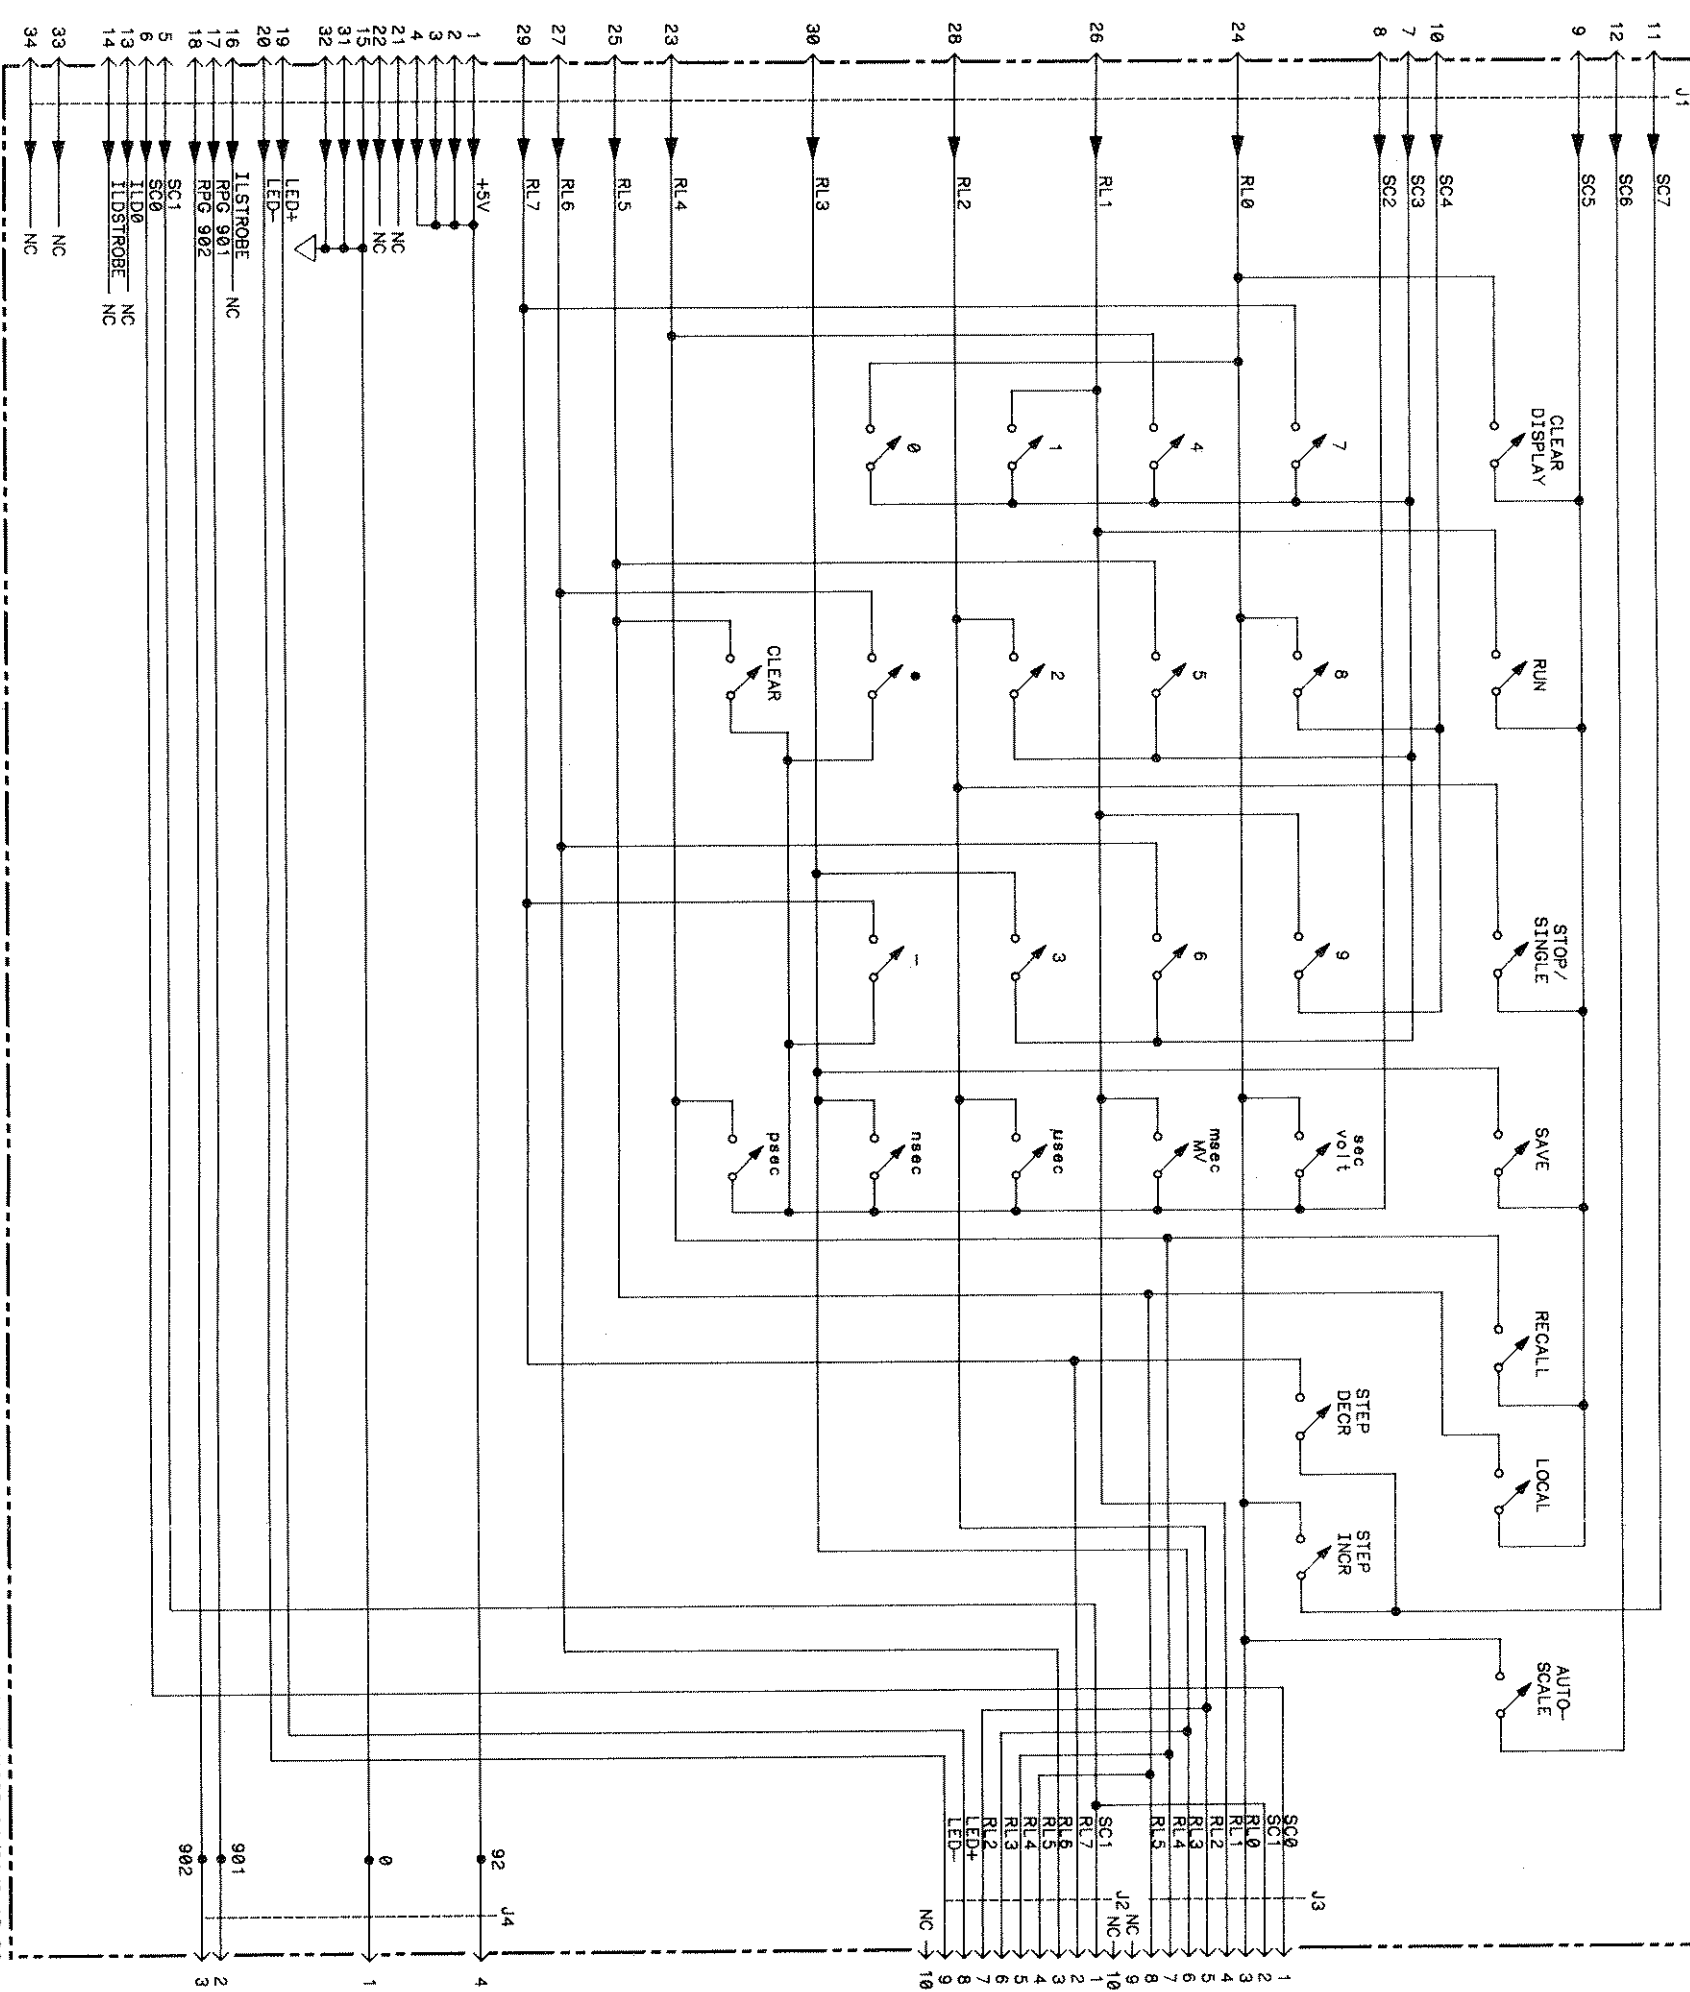 J1
11 SC7
12 SC6
9 SC5
CLEAR
DISPLAY
RUN
STOP/
SINGLE
SAVE
RECALL
LOCAL
AUTO-
SCALE
10 SC4
7 SC3
8 SC2
7
8
9
sec
volt
STEP
DECR
STEP
INCR
24 RL0
4
5
6
msec
MV
26 RL1
1
2
3
µsec
28 RL2
0
•
-
nsec
30 RL3
CLEAR
psec
23 RL4
25 RL5
27 RL6
29 RL7
1 +5V
2
3
4
21 NC
22 NC
15
31
32
19 LED+
20 LED-
16 ILSTROBE NC
17 RPG 901
18 RPG 902
5 SC1
6 SC0
13 ILD0 NC
14 ILDSTROBE NC
33 NC
34 NC
J3
SC0 1
SC1 2
RL0 3
RL1 4
RL2 5
RL3 6
RL4 7
RL5 8
NC 9
NC 10
J2
SC1 1
RL7 2
RL6 3
RL5 4
RL4 5
RL3 6
RL2 7
LED+ 8
LED- 9
NC 10
J4
92 4
0 1
901 2
902 3